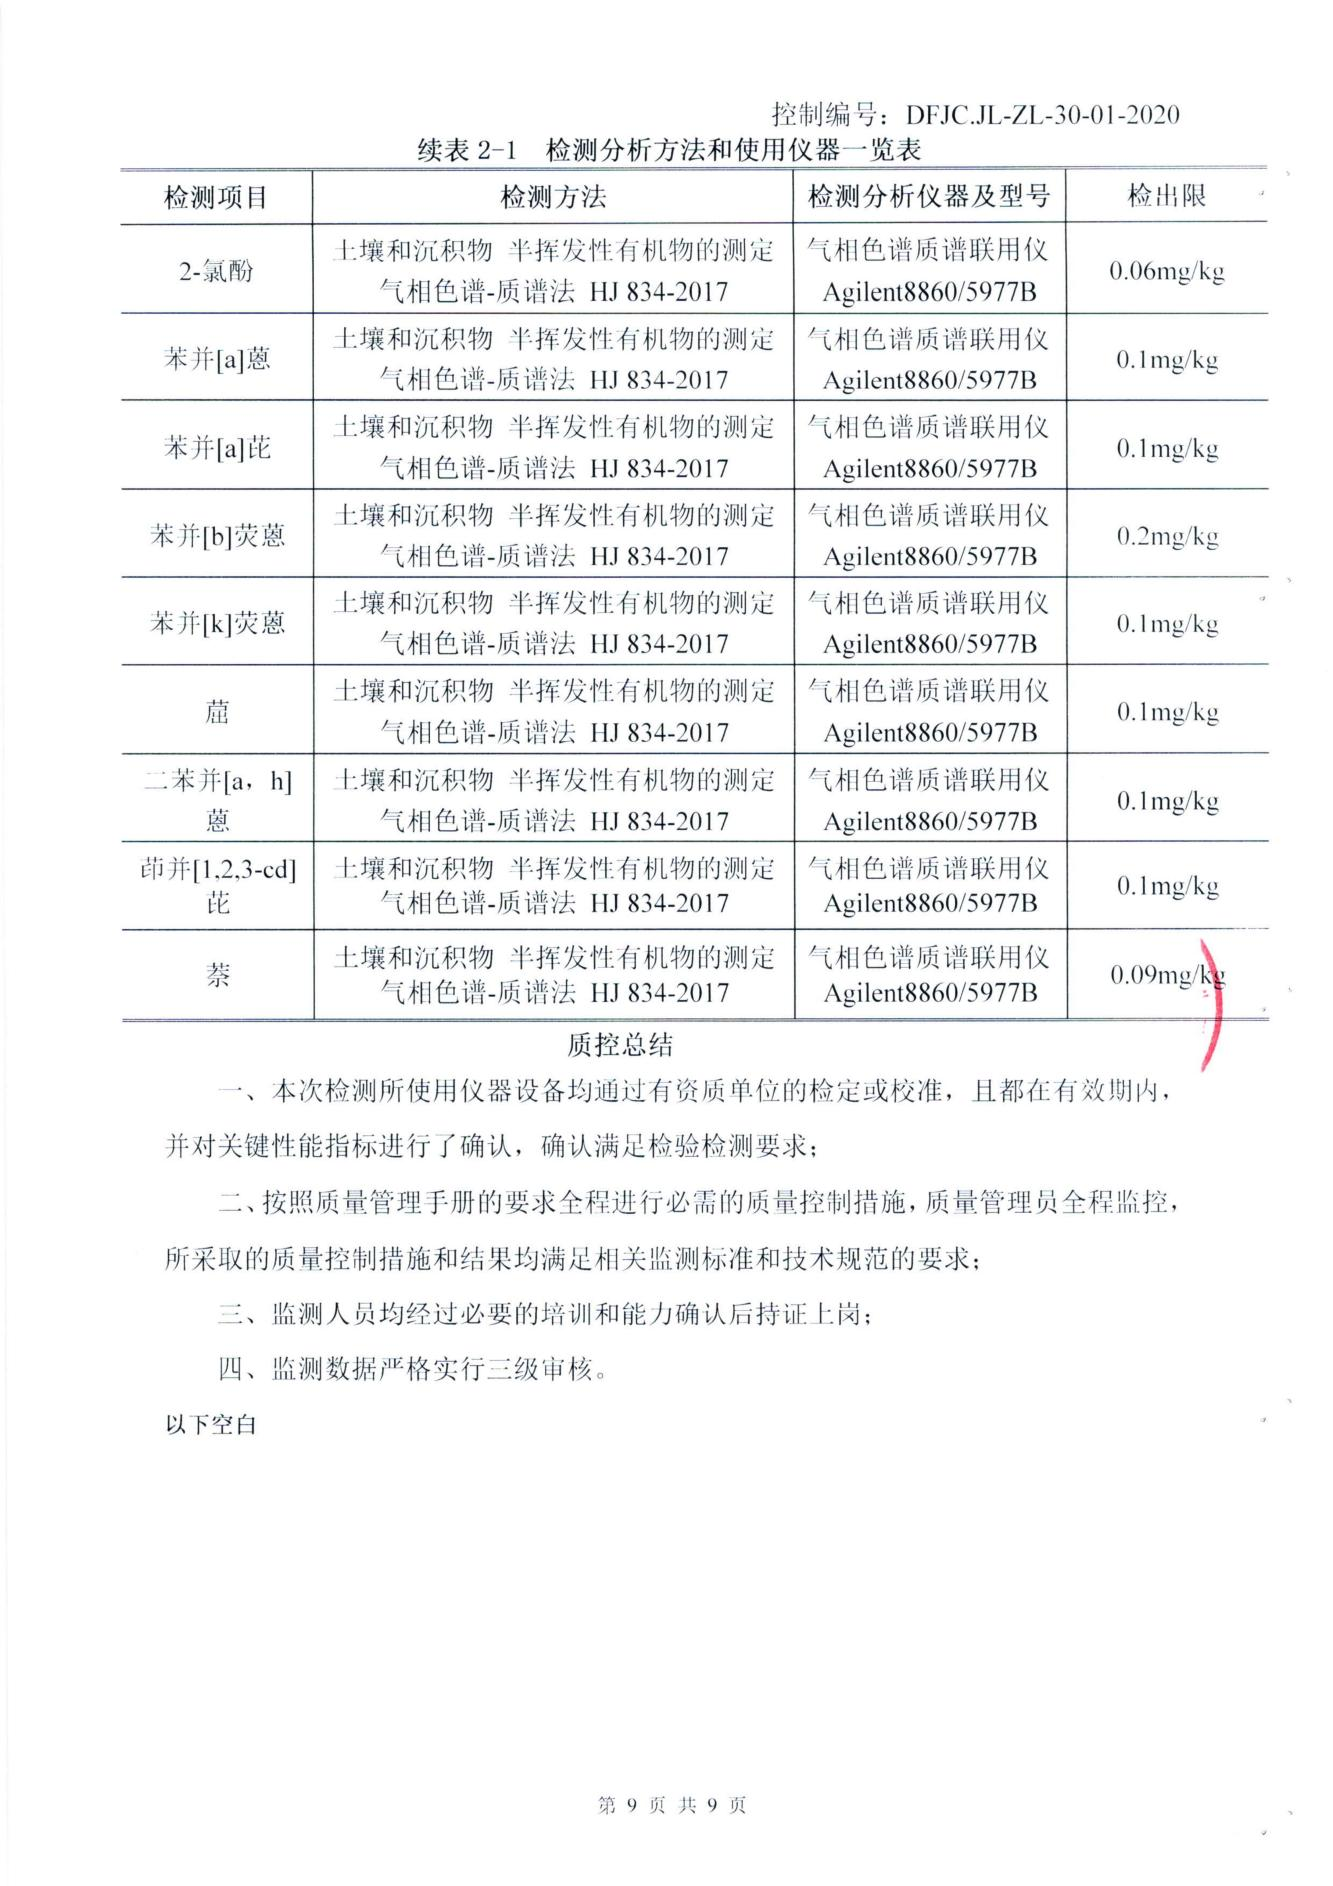 控制编号：DFJC.JL-ZL-30-01-2020
续表 2-1 检测分析方法和使用仪器一览表
检测项目 检测方法 检测分析仪器及型号 检出限
2-氯酚 土壤和沉积物 半挥发性有机物的测定 气相色谱-质谱法 HJ 834-2017 气相色谱质谱联用仪 Agilent8860/5977B 0.06mg/kg
苯并[a]蒽 土壤和沉积物 半挥发性有机物的测定 气相色谱-质谱法 HJ 834-2017 气相色谱质谱联用仪 Agilent8860/5977B 0.1mg/kg
苯并[a]芘 土壤和沉积物 半挥发性有机物的测定 气相色谱-质谱法 HJ 834-2017 气相色谱质谱联用仪 Agilent8860/5977B 0.1mg/kg
苯并[b]荧蒽 土壤和沉积物 半挥发性有机物的测定 气相色谱-质谱法 HJ 834-2017 气相色谱质谱联用仪 Agilent8860/5977B 0.2mg/kg
苯并[k]荧蒽 土壤和沉积物 半挥发性有机物的测定 气相色谱-质谱法 HJ 834-2017 气相色谱质谱联用仪 Agilent8860/5977B 0.1mg/kg
䓛 土壤和沉积物 半挥发性有机物的测定 气相色谱-质谱法 HJ 834-2017 气相色谱质谱联用仪 Agilent8860/5977B 0.1mg/kg
二苯并[a，h]蒽 土壤和沉积物 半挥发性有机物的测定 气相色谱-质谱法 HJ 834-2017 气相色谱质谱联用仪 Agilent8860/5977B 0.1mg/kg
茚并[1,2,3-cd]芘 土壤和沉积物 半挥发性有机物的测定 气相色谱-质谱法 HJ 834-2017 气相色谱质谱联用仪 Agilent8860/5977B 0.1mg/kg
萘 土壤和沉积物 半挥发性有机物的测定 气相色谱-质谱法 HJ 834-2017 气相色谱质谱联用仪 Agilent8860/5977B 0.09mg/kg
质控总结
一、本次检测所使用仪器设备均通过有资质单位的检定或校准，且都在有效期内，
并对关键性能指标进行了确认，确认满足检验检测要求；
二、按照质量管理手册的要求全程进行必需的质量控制措施，质量管理员全程监控，
所采取的质量控制措施和结果均满足相关监测标准和技术规范的要求；
三、监测人员均经过必要的培训和能力确认后持证上岗；
四、监测数据严格实行三级审核。
以下空白
第 9 页 共 9 页